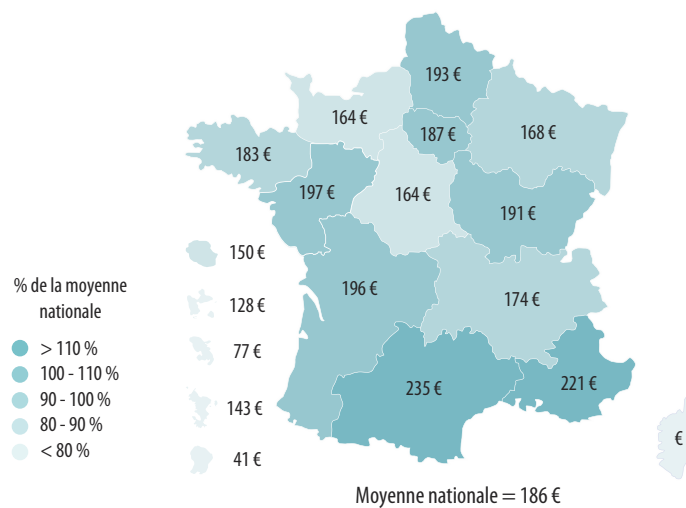 193 €
164 €
187 €
168 €
183 €
197 €
164 €
191 €
150 €
196 €
128 €
174 €
77 €
235 €
221 €
143 €
41 €
€
% de la moyenne
nationale
> 110 %
100 - 110 %
90 - 100 %
80 - 90 %
< 80 %
Moyenne nationale = 186 €